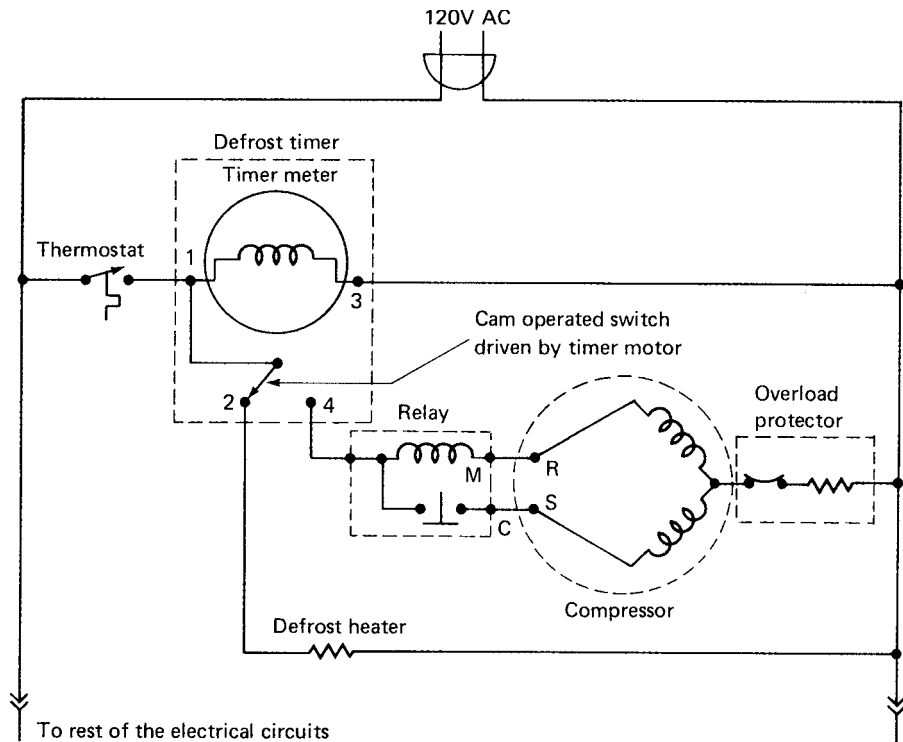 120V AC
Defrost timer
Timer meter
Thermostat
1
3
Cam operated switch
driven by timer motor
2
4
Relay
Overload
protector
M
R
S
C
Compressor
Defrost heater
To rest of the electrical circuits